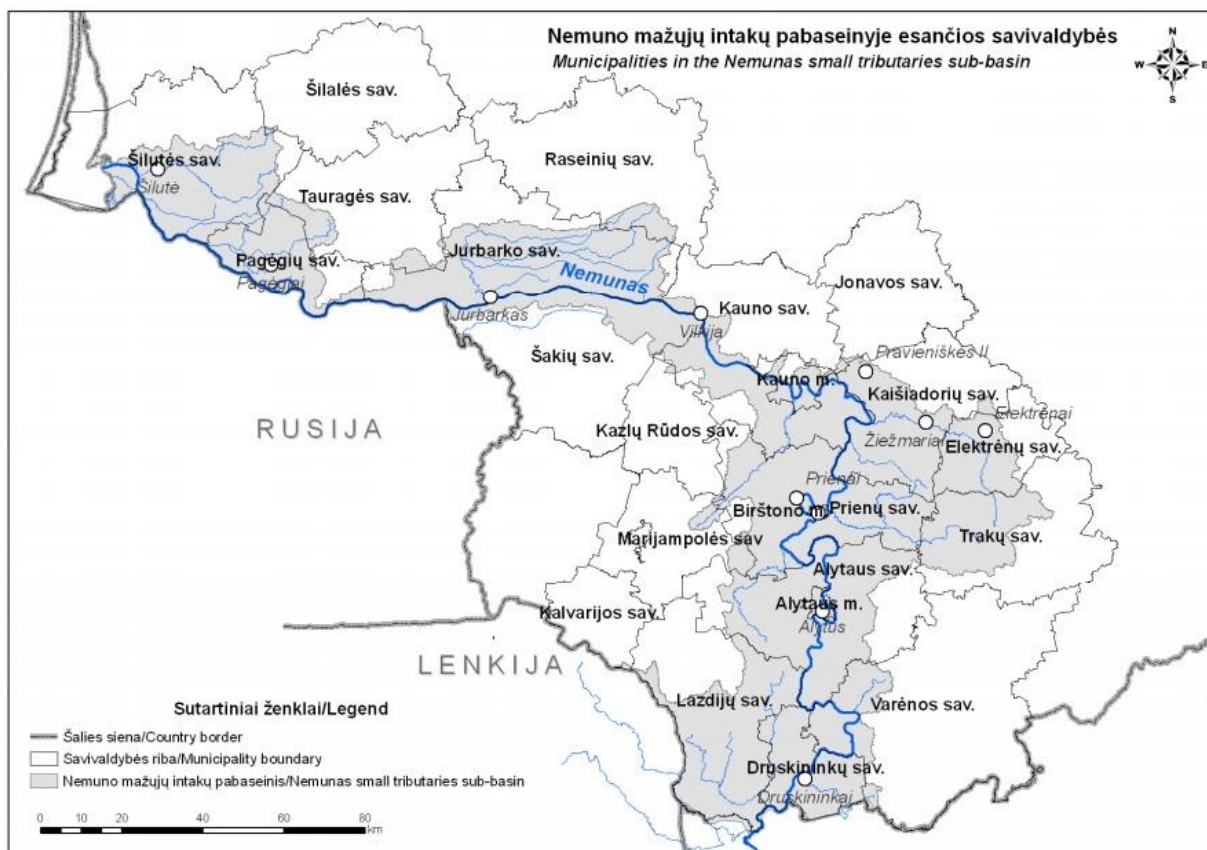 Nemuno mažųjų intakų pabaseinyje esančios savivaldybės
Municipalities in the Nemunas small tributaries sub-basin
N
W E
S
Šilalės sav.
Šilutės sav.
Šilutė
Raseinių sav.
Tauragės sav.
Pagėgių sav.
Pagėgiai
Jurbarko sav.
Nemunas
Jurbarkas
Jonavos sav.
Kauno sav.
Vilkija
Šakių sav.
Pravieniškės II
Kauno m.
Kaišiadorių sav.
Elektrėnai
RUSIJA
Kazlų Rūdos sav.
Žiežmariai
Elektrėnų sav.
Prienai
Birštono m.
Prienų sav.
Marijampolės sav
Trakų sav.
Alytaus sav.
Kalvarijos sav.
Alytaus m.
Alytus
LENKIJA
Lazdijų sav.
Varėnos sav.
Druskininkų sav.
Druskininkai
Sutartiniai ženklai/Legend
Šalies siena/Country border
Savivaldybės riba/Municipality boundary
Nemuno mažųjų intakų pabaseinis/Nemunas small tributaries sub-basin
0 10 20 40 60 80
km